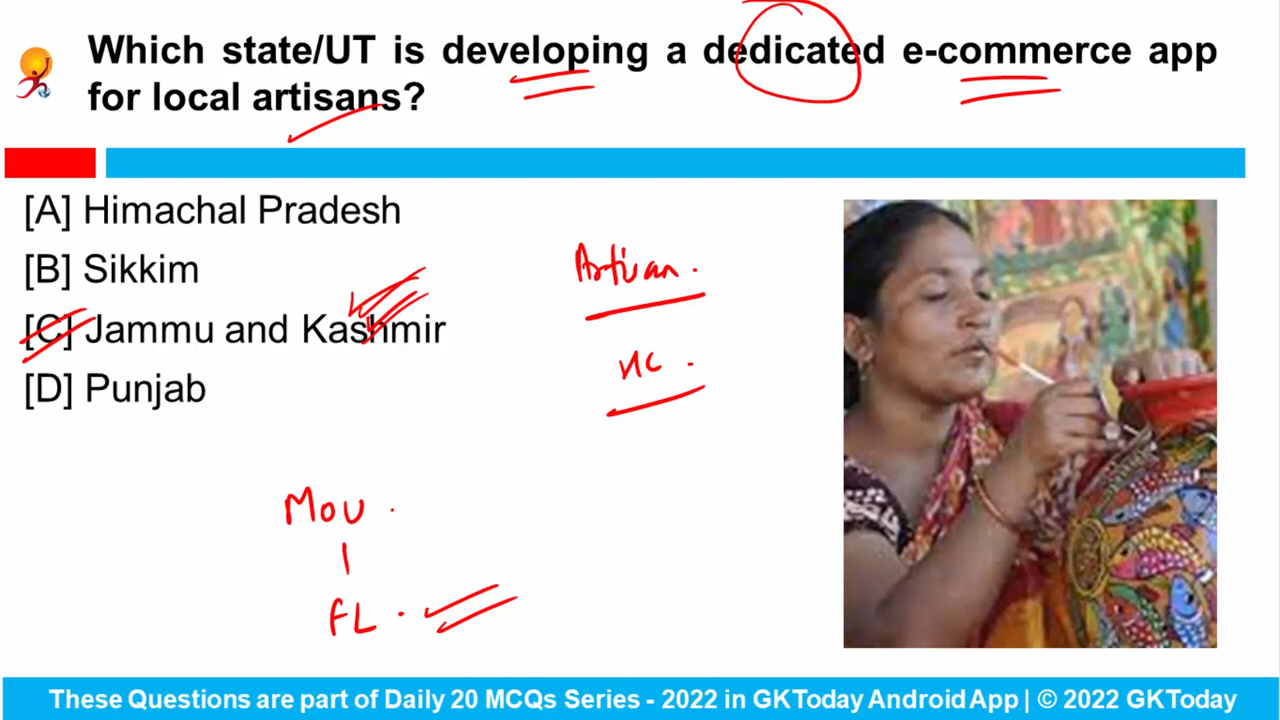 Which state/UT is developing a dedicated e-commerce app
for local artisans?
[A] Himachal Pradesh
[B] Sikkim
[C] Jammu and Kashmir
[D] Punjab
Artisan.
MOU
FL
These Questions are part of Daily 20 MCQs Series - 2022 in GKToday Android App | © 2022 GKToday